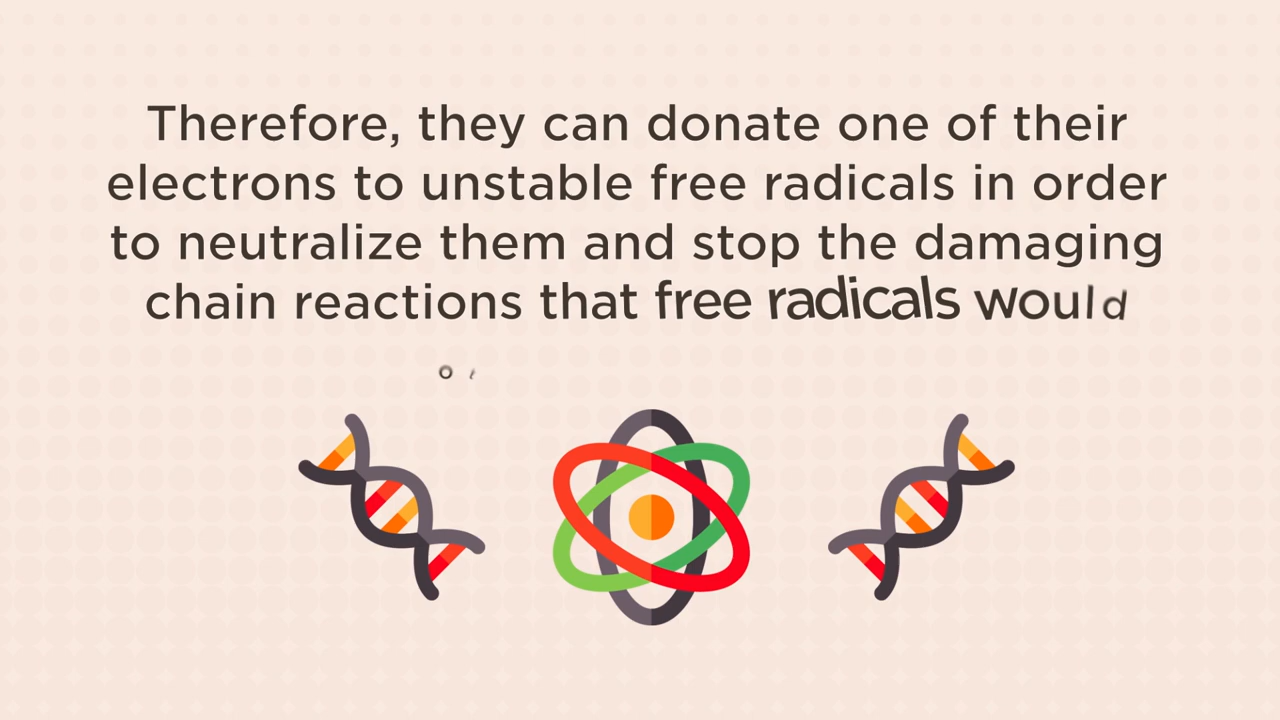 Therefore, they can donate one of their
electrons to unstable free radicals in order
to neutralize them and stop the damaging
chain reactions that free radicals would